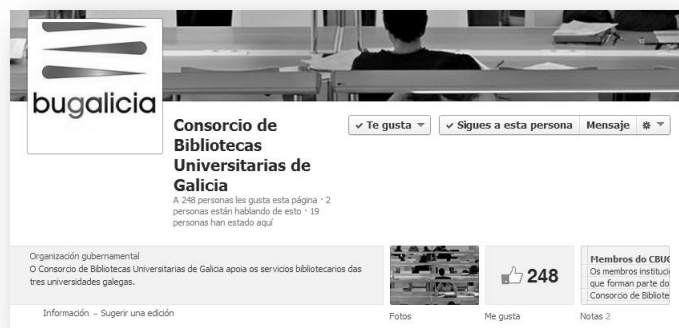 bugalicia
Consorcio de
Bibliotecas
Universitarias de
Galicia
Te gusta
Sigues a esta persona
Mensaje
A 248 personas les gusta esta página · 2
personas están hablando de esto · 19
personas han estado aquí
Organización gubernamental
O Consorcio de Bibliotecas Universitarias de Galicia apoia os servicios bibliotecarios das
tres universidades galegas.
Información – Sugerir una edición
Fotos
248
Me gusta
Membros do CBUG
Os membros instituci
que forman parte do
Consorcio de Bibliote
Notas 2